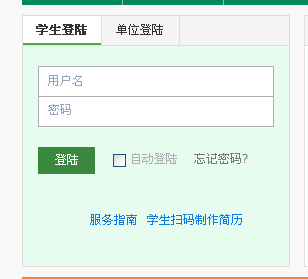 学生登陆 单位登陆
用户名
密码
登陆 自动登陆 忘记密码?
服务指南 学生扫码制作简历